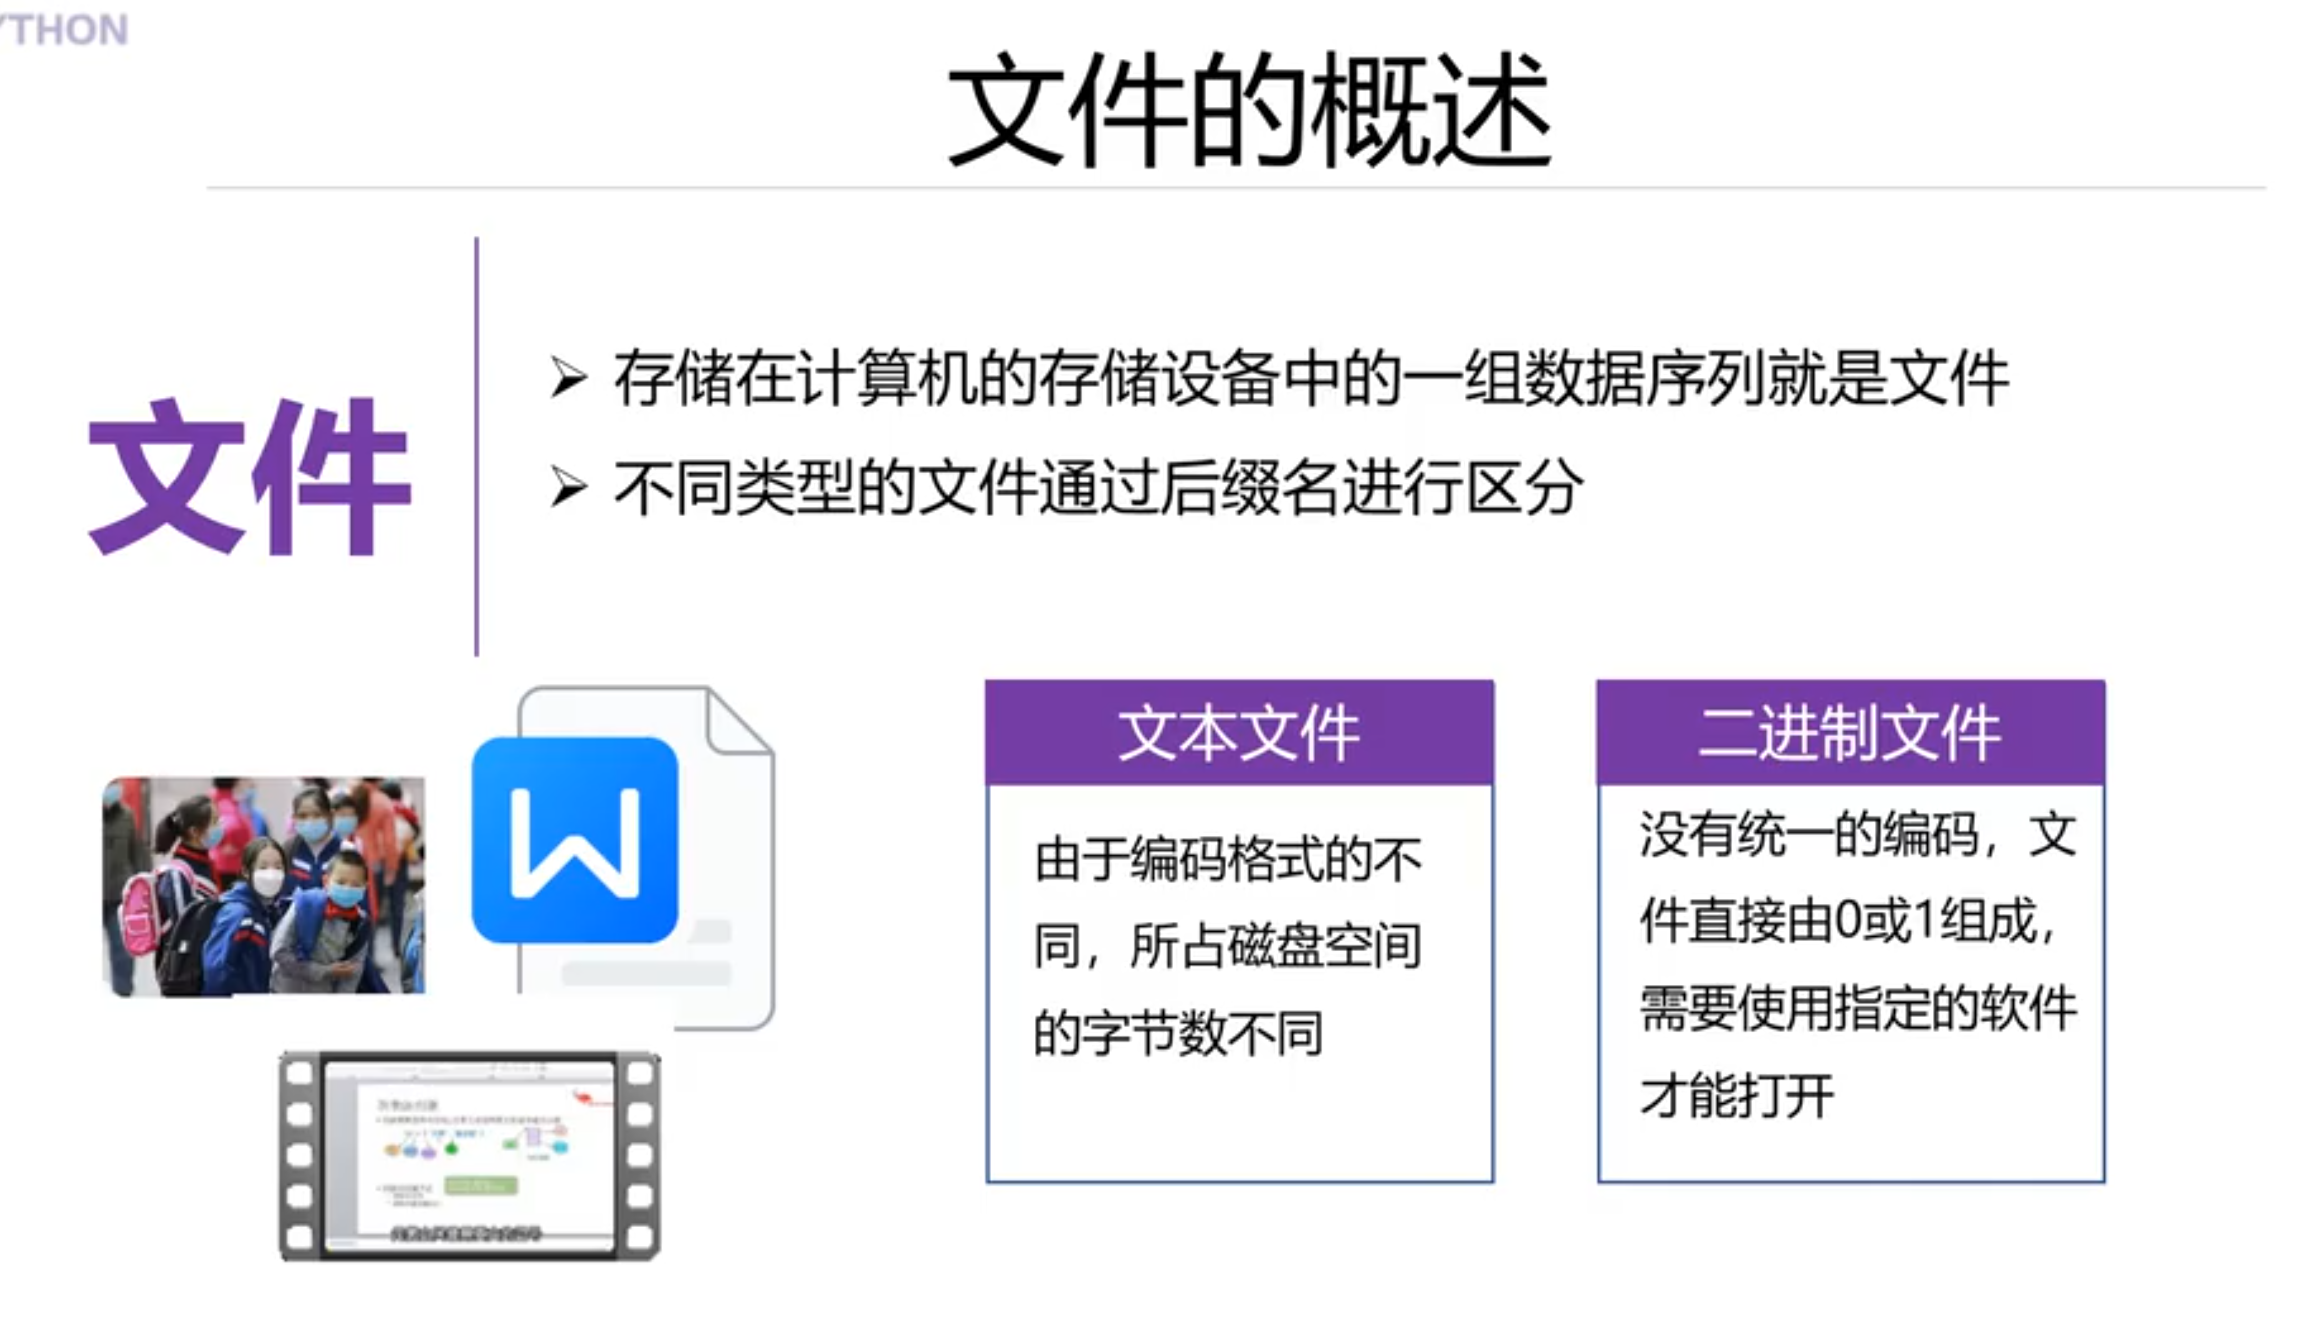 YTHON
文件的概述
文件
➢ 存储在计算机的存储设备中的一组数据序列就是文件
➢ 不同类型的文件通过后缀名进行区分
W
文本文件
由于编码格式的不
同，所占磁盘空间
的字节数不同
二进制文件
没有统一的编码，文
件直接由0或1组成，
需要使用指定的软件
才能打开